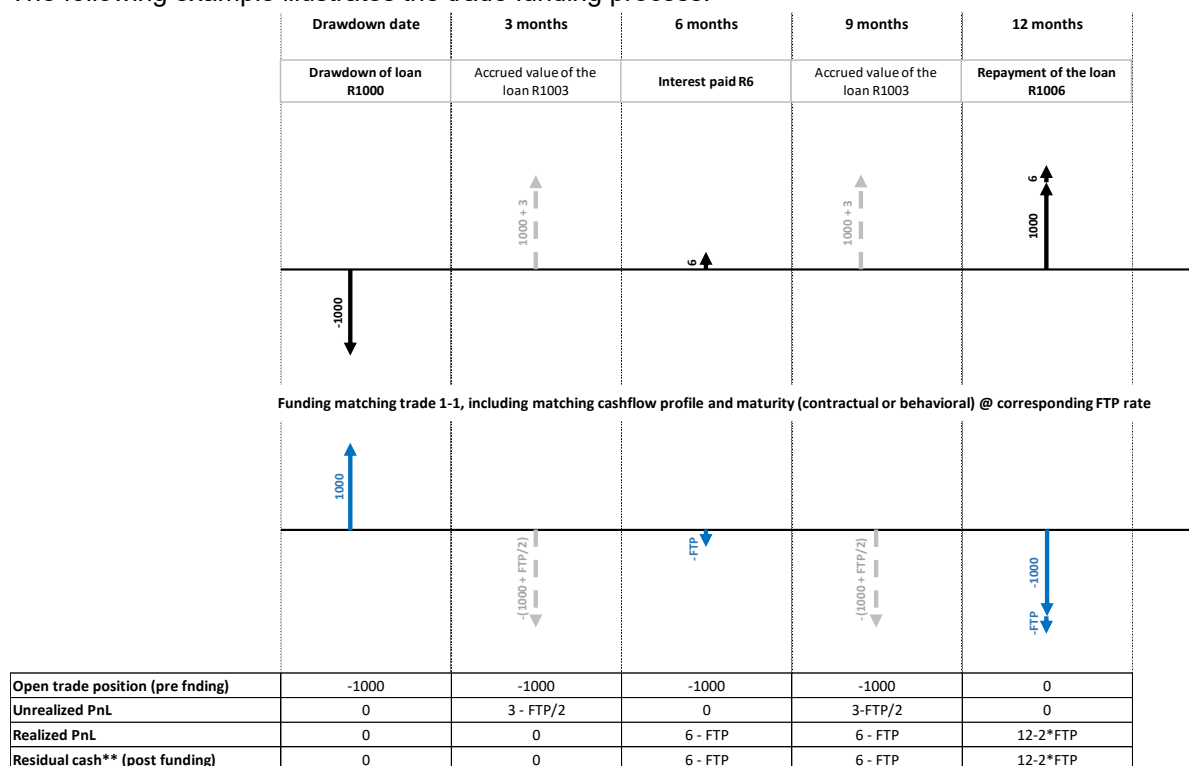 The following example illustrates the trade funding process:
Drawdown date 3 months 6 months 9 months 12 months
Drawdown of loan R1000 Accrued value of the loan R1003 Interest paid R6 Accrued value of the loan R1003 Repayment of the loan R1006
-1000
1000 + 3
6
1000 + 3
1000
6
Funding matching trade 1-1, including matching cashflow profile and maturity (contractual or behavioral) @ corresponding FTP rate
1000
-(1000 + FTP/2)
-FTP
-(1000 + FTP/2)
-1000
-FTP
Open trade position (pre fnding) -1000 -1000 -1000 -1000 0
Unrealized PnL 0 3 - FTP/2 0 3-FTP/2 0
Realized PnL 0 0 6 - FTP 6 - FTP 12-2*FTP
Residual cash** (post funding) 0 0 6 - FTP 6 - FTP 12-2*FTP